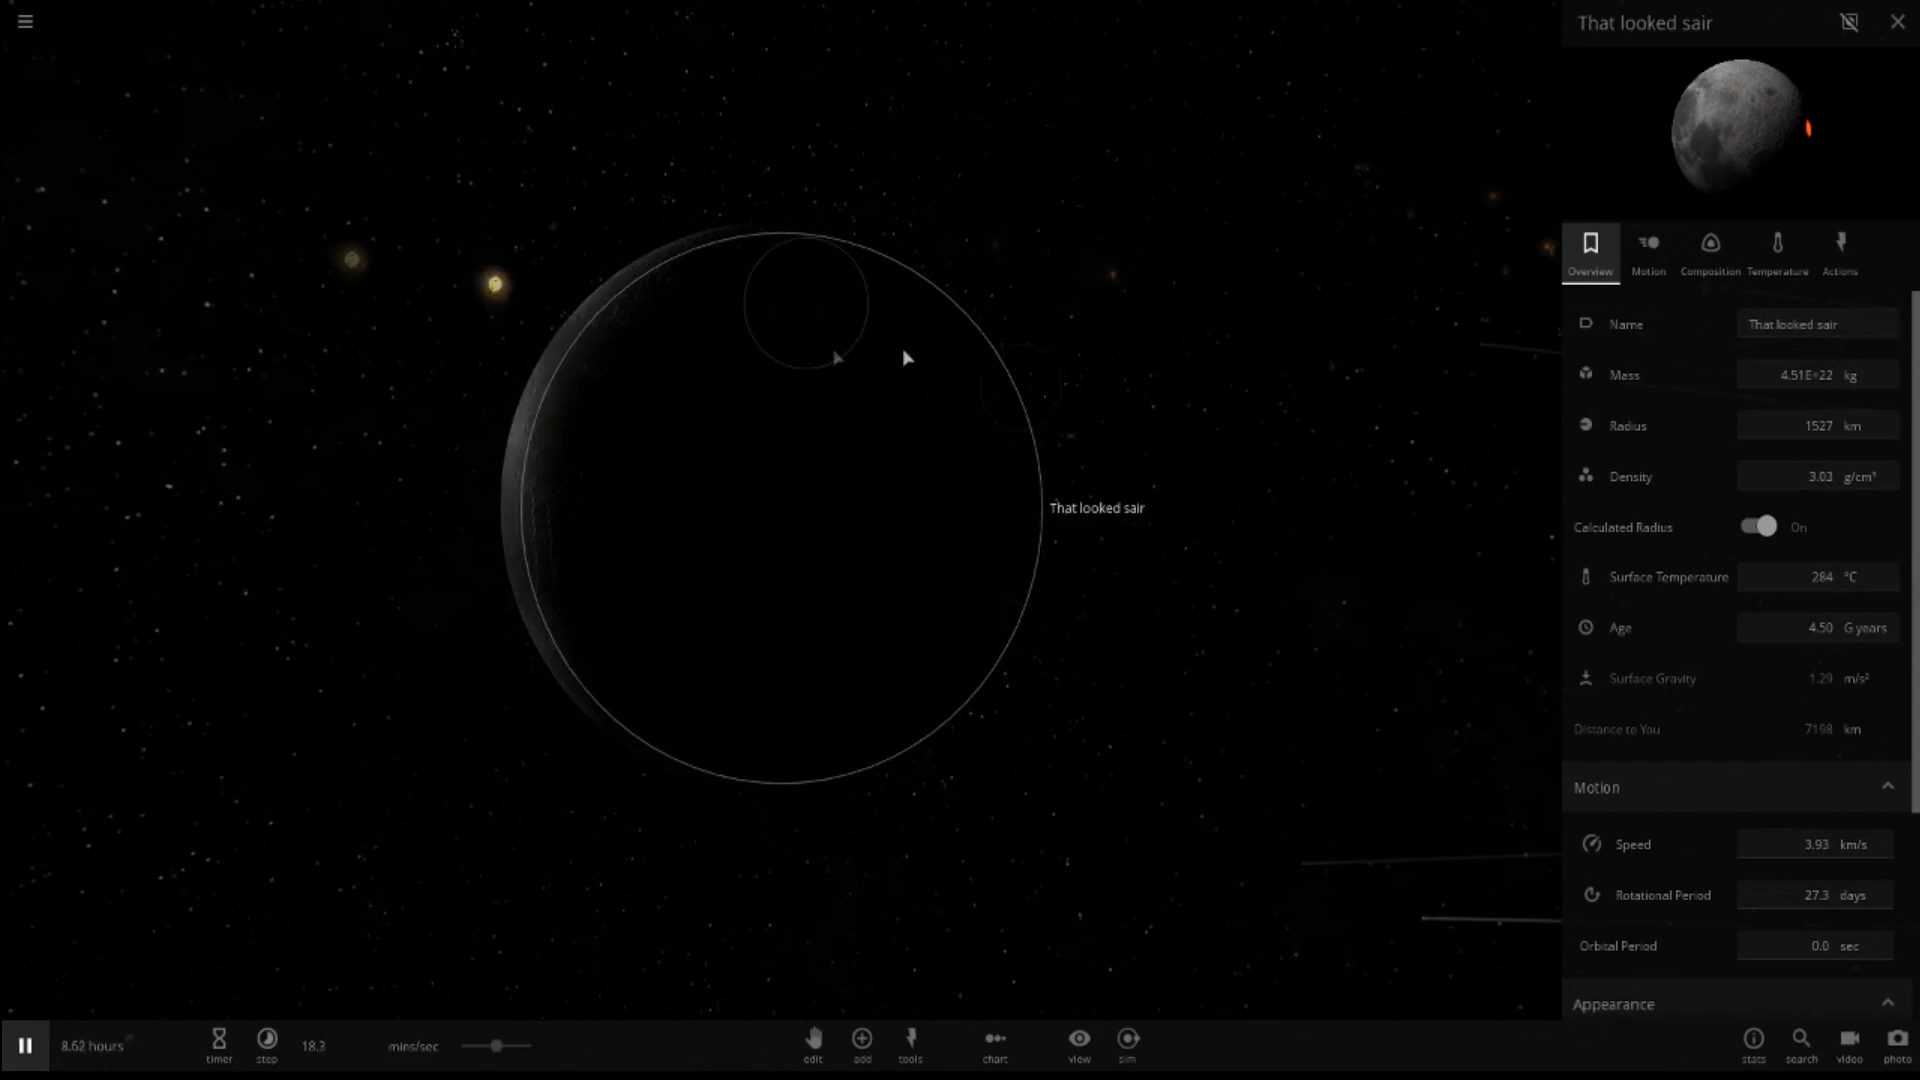 That looked sair
Overview Motion Composition Temperature Actions
Name That looked sair
Mass 4.51E+22 kg
Radius 1527 km
Density 3.03 g/cm³
Calculated Radius On
That looked sair
Surface Temperature 284 °C
Age 4.50 G years
Surface Gravity 1.29 m/s²
Distance to You 7198 km
Motion
Speed 3.93 km/s
Rotational Period 27.3 days
Orbital Period 0.0 sec
Appearance
8.62 hours timer step 18.3 mins/sec edit add tools chart view sim stats search video photo